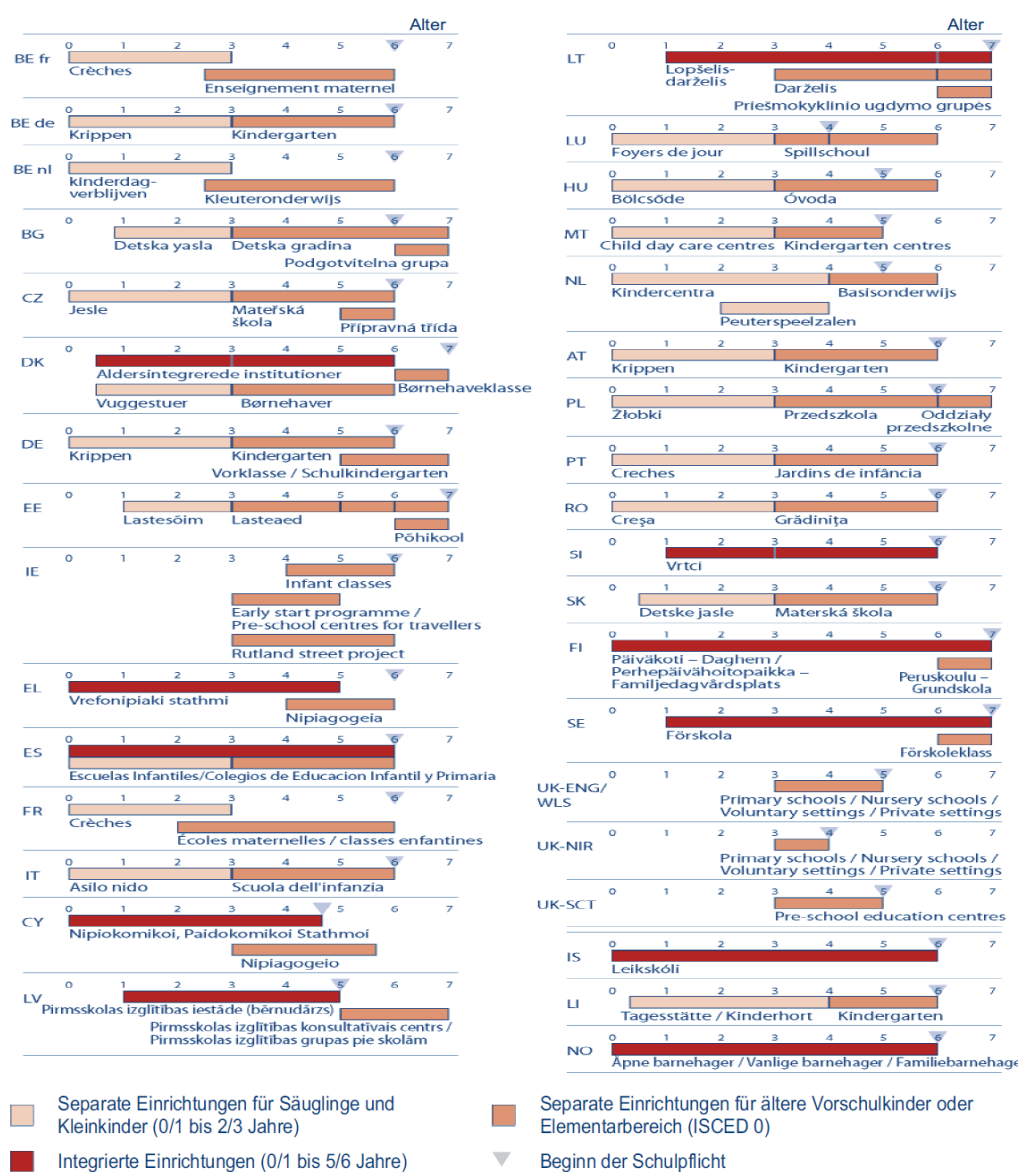 Alter
0 1 2 3 4 5 6 7
BE fr
Crèches
Enseignement maternel
0 1 2 3 4 5 6 7
BE de
Krippen Kindergarten
0 1 2 3 4 5 6 7
BE nl
kinderdag-
verblijven
Kleuteronderwijs
0 1 2 3 4 5 6 7
BG
Detska yasla Detska gradina
Podgotvitelna grupa
0 1 2 3 4 5 6 7
CZ
Jesle Mateřská
škola
Přípravná třída
0 1 2 3 4 5 6 7
DK
Aldersintegrerede institutioner
Børnehaveklasse
Vuggestuer Børnehaver
0 1 2 3 4 5 6 7
DE
Krippen Kindergarten
Vorklasse / Schulkindergarten
0 1 2 3 4 5 6 7
EE
Lastesõim Lasteaed
Põhikool
0 1 2 3 4 5 6 7
IE
Infant classes
Early start programme /
Pre-school centres for travellers
Rutland street project
0 1 2 3 4 5 6 7
EL
Vrefonipiaki stathmi
Nipiagogeia
0 1 2 3 4 5 6 7
ES
Escuelas Infantiles/Colegios de Educacion Infantil y Primaria
0 1 2 3 4 5 6 7
FR
Crèches
Écoles maternelles / classes enfantines
0 1 2 3 4 5 6 7
IT
Asilo nido Scuola dell'infanzia
0 1 2 3 4 5 6 7
CY
Nipiokomikoi, Paidokomikoi Stathmoi
Nipiagogeio
0 1 2 3 4 5 6 7
LV
Pirmsskolas izglītības iestāde (bērnudārzs)
Pirmsskolas izglītības konsultatīvais centrs /
Pirmsskolas izglītības grupas pie skolām
Alter
0 1 2 3 4 5 6 7
LT
Lopšelis-
darželis
Darželis
Priešmokyklinio ugdymo grupės
0 1 2 3 4 5 6 7
LU
Foyers de jour Spillschoul
0 1 2 3 4 5 6 7
HU
Bölcsőde Óvoda
0 1 2 3 4 5 6 7
MT
Child day care centres Kindergarten centres
0 1 2 3 4 5 6 7
NL
Kindercentra Basisonderwijs
Peuterspeelzalen
0 1 2 3 4 5 6 7
AT
Krippen Kindergarten
0 1 2 3 4 5 6 7
PL
Żłobki Przedszkola Oddziały
przedszkolne
0 1 2 3 4 5 6 7
PT
Creches Jardins de infância
0 1 2 3 4 5 6 7
RO
Creşa Grădiniţa
0 1 2 3 4 5 6 7
SI
Vrtci
0 1 2 3 4 5 6 7
SK
Detske jasle Materská škola
0 1 2 3 4 5 6 7
FI
Päiväkoti – Daghem /
Perhepäivähoitopaikka –
Familjedagvårdsplats
Peruskoulu –
Grundskola
0 1 2 3 4 5 6 7
SE
Förskola
Förskoleklass
0 1 2 3 4 5 6 7
UK-ENG/
WLS
Primary schools / Nursery schools /
Voluntary settings / Private settings
0 1 2 3 4 5 6 7
UK-NIR
Primary schools / Nursery schools /
Voluntary settings / Private settings
0 1 2 3 4 5 6 7
UK-SCT
Pre-school education centres
0 1 2 3 4 5 6 7
IS
Leikskóli
0 1 2 3 4 5 6 7
LI
Tagesstätte / Kinderhort Kindergarten
0 1 2 3 4 5 6 7
NO
Åpne barnehager / Vanlige barnehager / Familiebarnehage
Separate Einrichtungen für Säuglinge und
Kleinkinder (0/1 bis 2/3 Jahre)
Integrierte Einrichtungen (0/1 bis 5/6 Jahre)
Separate Einrichtungen für ältere Vorschulkinder oder
Elementarbereich (ISCED 0)
Beginn der Schulpflicht